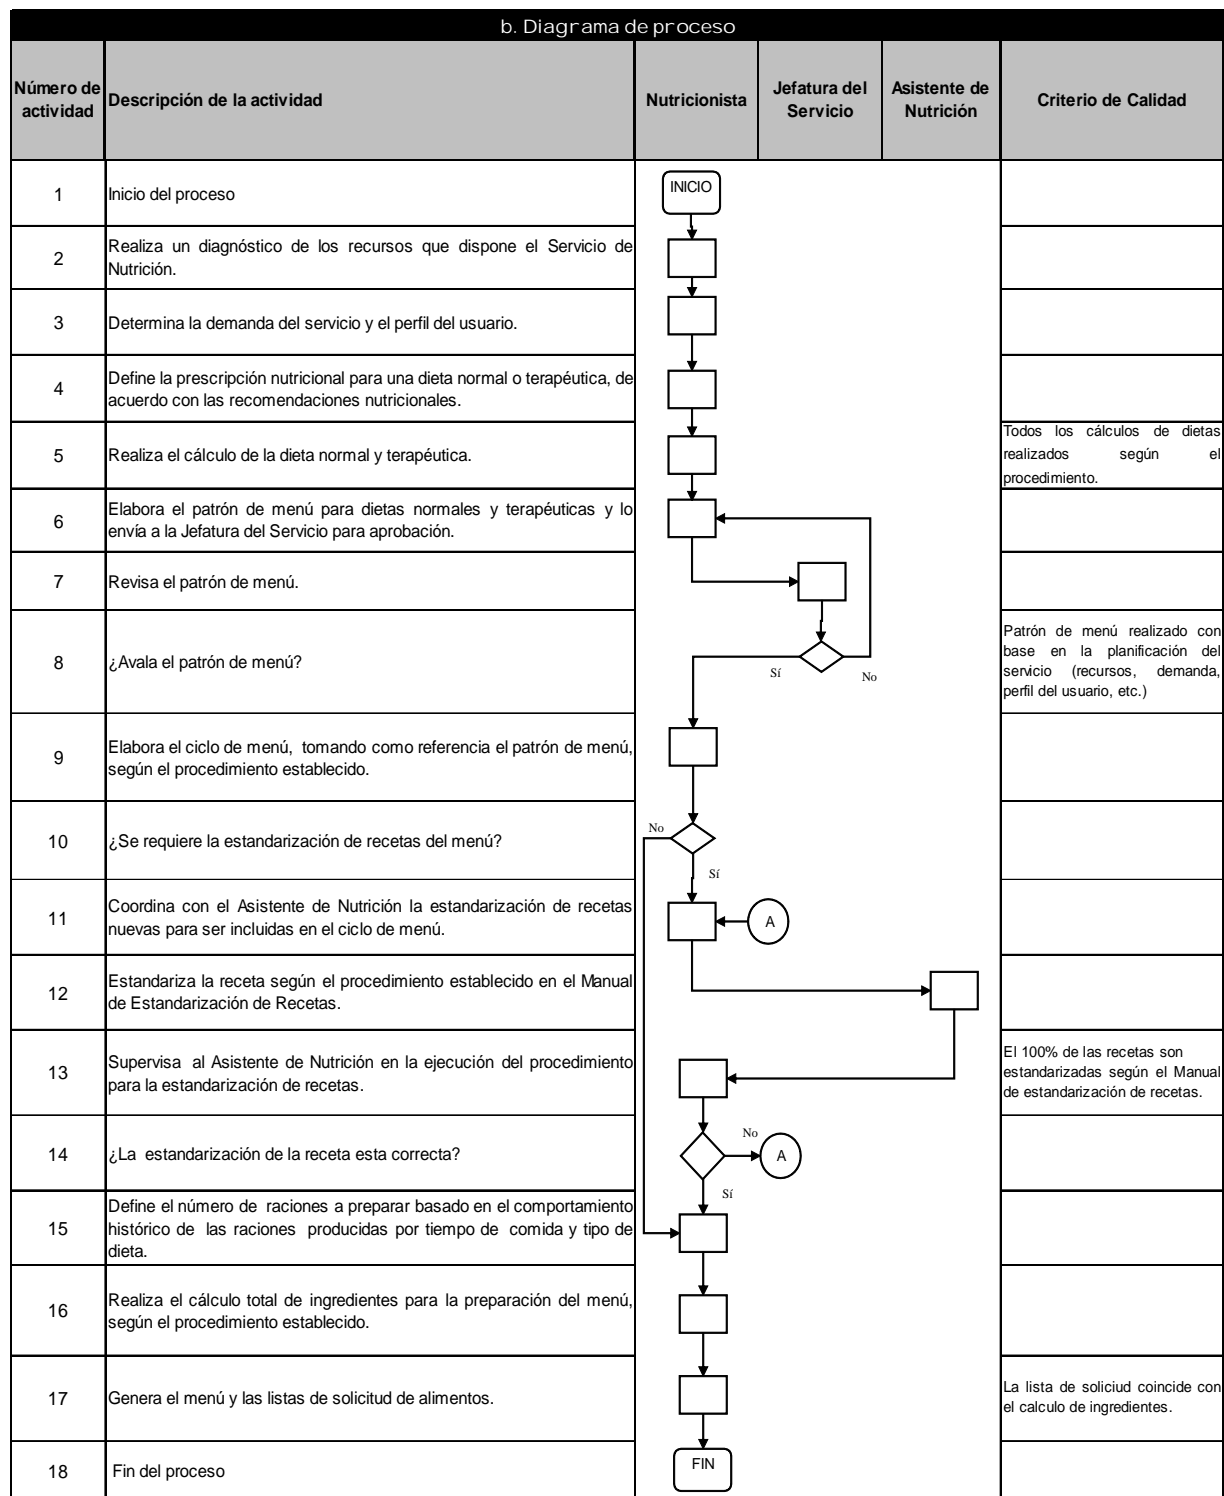 b. Diagrama de proceso
Número de
actividad
Descripción de la actividad
Nutricionista
Jefatura del
Servicio
Asistente de
Nutrición
Criterio de Calidad
1
Inicio del proceso
INICIO
2
Realiza un diagnóstico de los recursos que dispone el Servicio de
Nutrición.
3
Determina la demanda del servicio y el perfil del usuario.
4
Define la prescripción nutricional para una dieta normal o terapéutica, de
acuerdo con las recomendaciones nutricionales.
5
Realiza el cálculo de la dieta normal y terapéutica.
Todos los cálculos de dietas
realizados según el
procedimiento.
6
Elabora el patrón de menú para dietas normales y terapéuticas y lo
envía a la Jefatura del Servicio para aprobación.
7
Revisa el patrón de menú.
8
¿Avala el patrón de menú?
Sí
No
Patrón de menú realizado con
base en la planificación del
servicio (recursos, demanda,
perfil del usuario, etc.)
9
Elabora el ciclo de menú, tomando como referencia el patrón de menú,
según el procedimiento establecido.
10
¿Se requiere la estandarización de recetas del menú?
No
Sí
11
Coordina con el Asistente de Nutrición la estandarización de recetas
nuevas para ser incluidas en el ciclo de menú.
A
12
Estandariza la receta según el procedimiento establecido en el Manual
de Estandarización de Recetas.
13
Supervisa al Asistente de Nutrición en la ejecución del procedimiento
para la estandarización de recetas.
El 100% de las recetas son
estandarizadas según el Manual
de estandarización de recetas.
14
¿La estandarización de la receta esta correcta?
No
A
Sí
15
Define el número de raciones a preparar basado en el comportamiento
histórico de las raciones producidas por tiempo de comida y tipo de
dieta.
16
Realiza el cálculo total de ingredientes para la preparación del menú,
según el procedimiento establecido.
17
Genera el menú y las listas de solicitud de alimentos.
La lista de soliciud coincide con
el calculo de ingredientes.
18
Fin del proceso
FIN